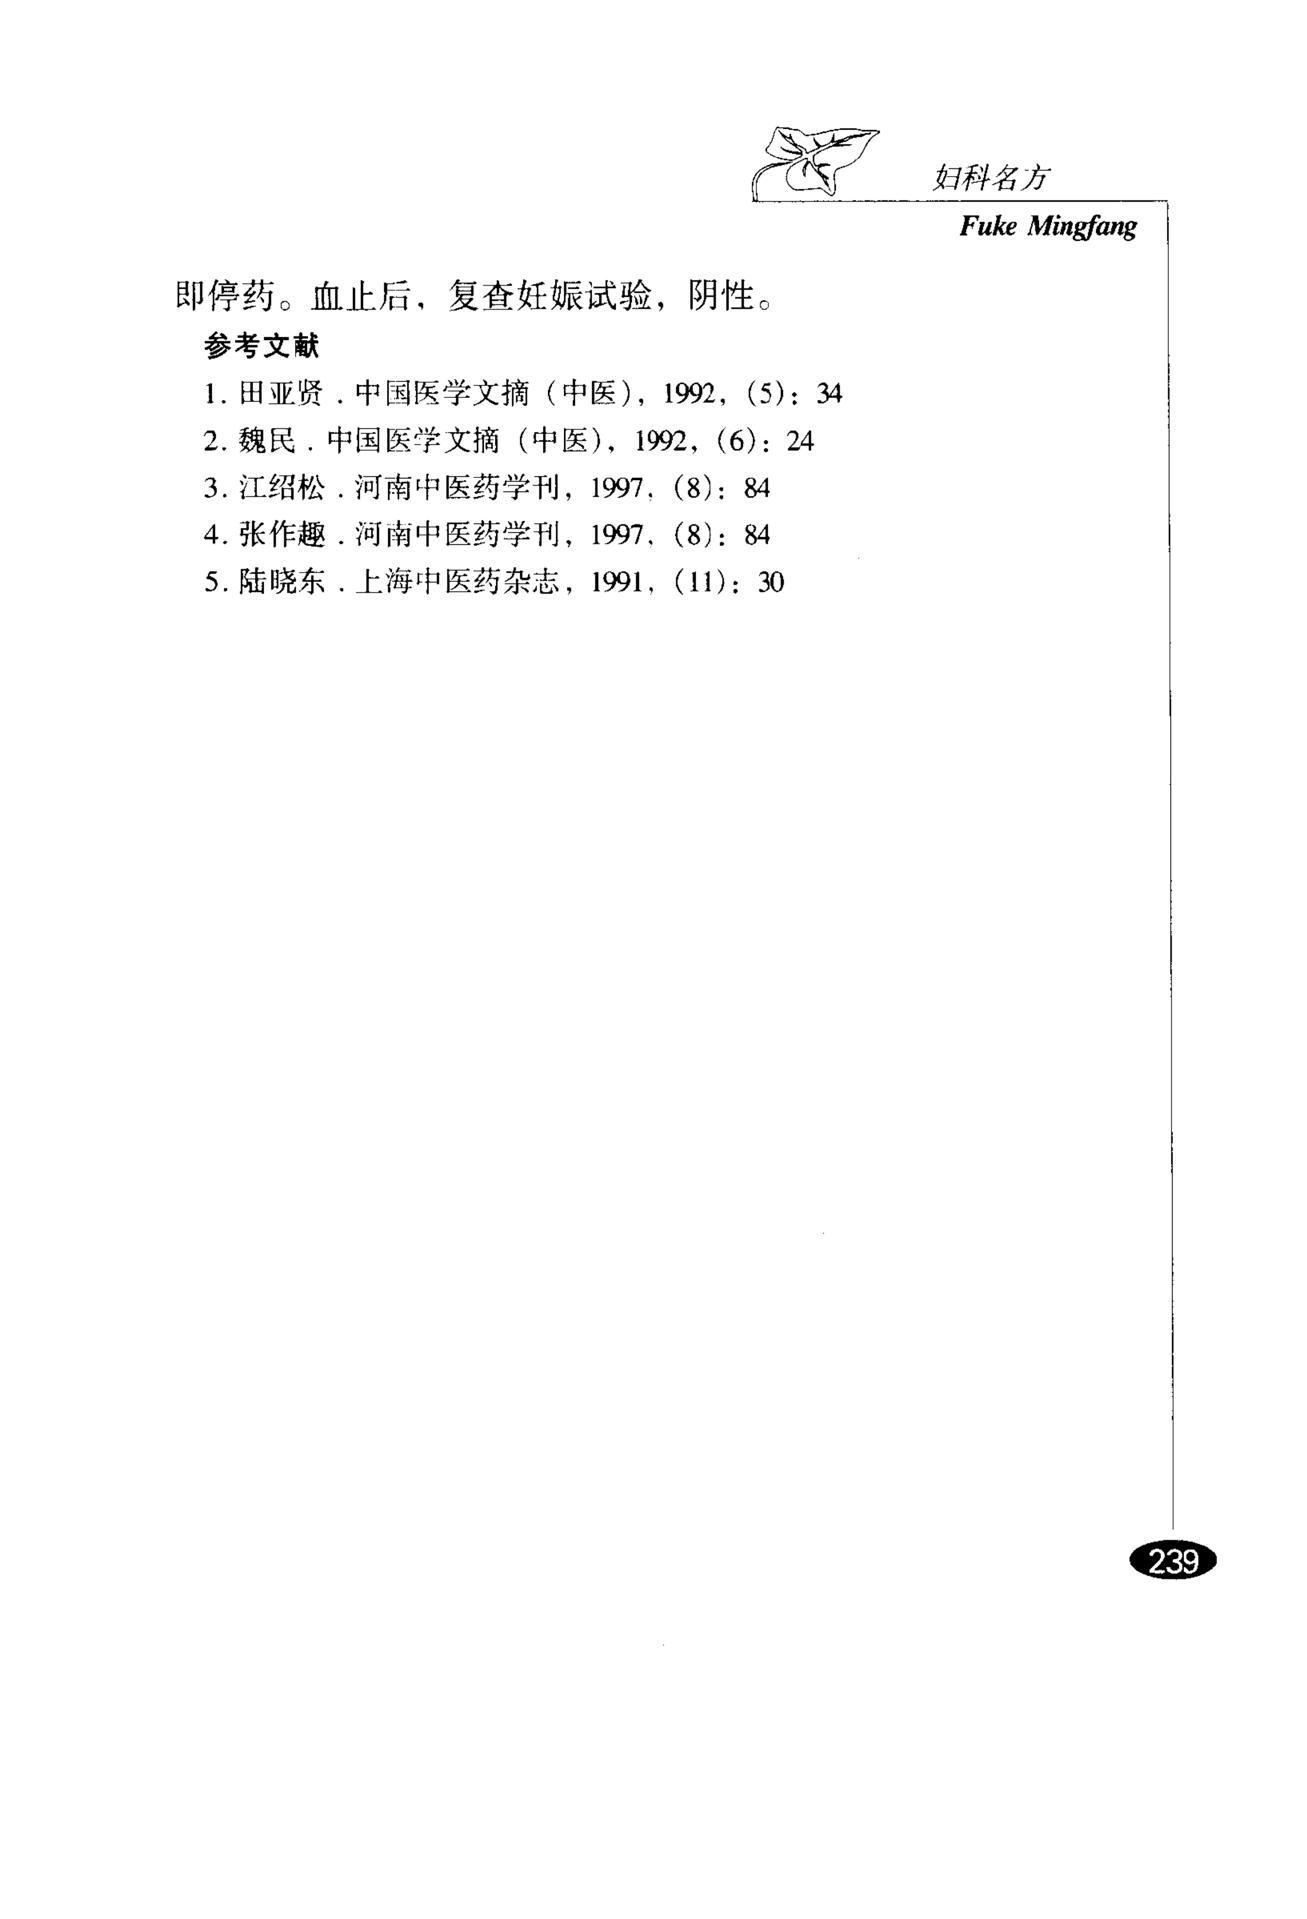 妇科名方
Fuke Mingfang
即停药。血止后，复查妊娠试验，阴性。
参考文献
1. 田亚贤．中国医学文摘（中医），1992，（5）：34
2. 魏民．中国医学文摘（中医），1992，（6）：24
3. 江绍松．河南中医药学刊，1997，（8）：84
4. 张作趣．河南中医药学刊，1997，（8）：84
5. 陆晓东．上海中医药杂志，1991，（11）：30
239